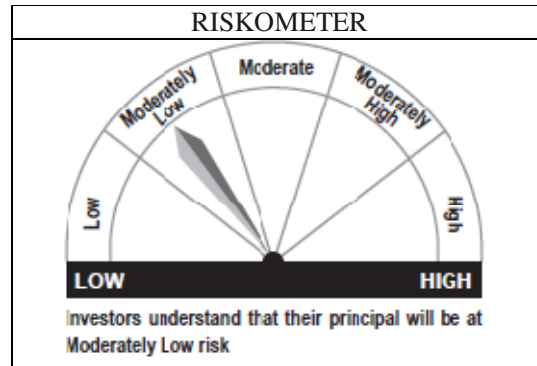 RISKOMETER
Moderate
Moderately
Low
Moderately
High
Low
High
LOW
HIGH
Investors understand that their principal will be at
Moderately Low risk